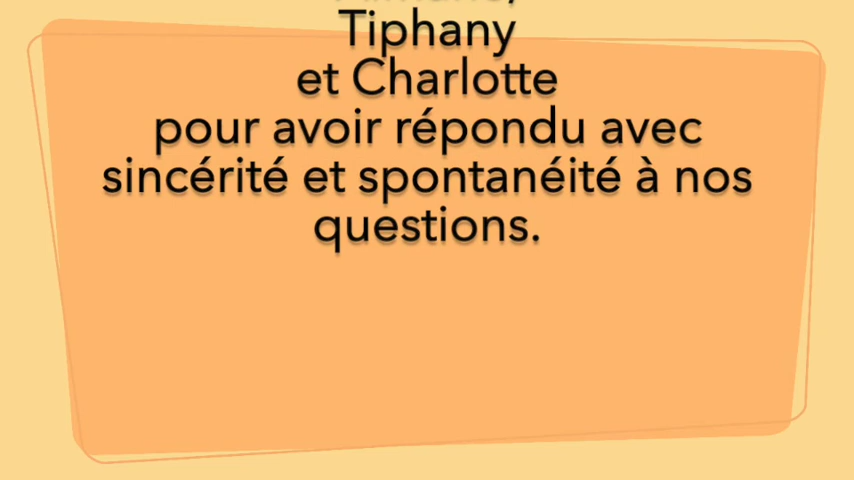 Tiphany
et Charlotte
pour avoir répondu avec
sincérité et spontanéité à nos
questions.